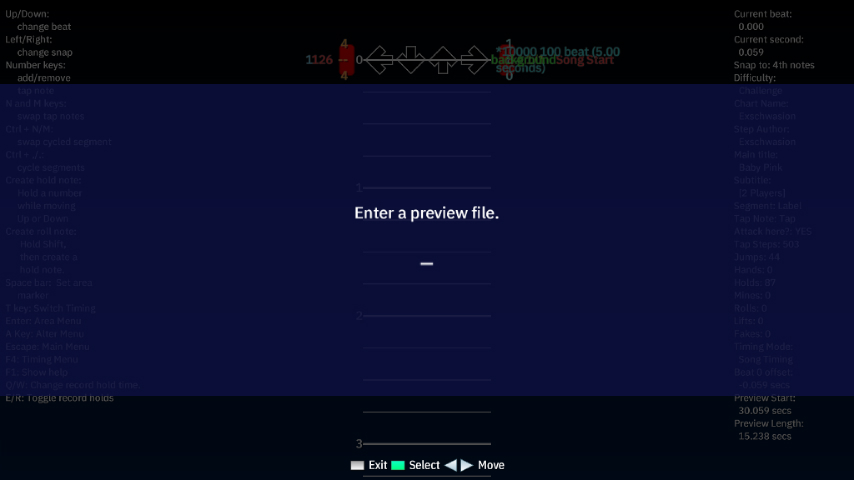 Up/Down:
change beat
Left/Right:
change snap
Number keys:
add/remove
tap note
N and M keys:
swap tap notes
Ctrl + N/M:
swap cycled segment
cycle segments
Create hold note:
Hold a number
while moving
Up or Down
Create roll note:
Hold Shift,
then create a
hold note.
Space bar: Set area
marker
T key: Switch Timing
Enter: Area Menu
A Key: Alter Menu
Escape: Main Menu
F4: Timing Menu
F1: Show help
Q/W: Change record hold time
E/R: Toggle record holds
4
1126 -- 0
4
1
*10000 100 beat (5.00
seconds)
Song Start
0
1
2
3
Enter a preview file.
Exit Select Move
Current beat:
0.000
Current second:
0.059
Snap to: 4th notes
Difficulty:
Challenge
Chart Name:
Exschwasion
Step Author:
Exschwasion
Main title:
Baby Pink
Subtitle:
Segment: Label
Tap Note: Tap
Attack here?: YES
Tap Steps: 503
Jumps: 44
Hands: 0
Holds: 87
Mines: 9
Rolls: 0
Lifts: 6
Fakes: 0
Timing Mode:
Song Timing
Beat 0 offset:
-0.059 secs
Preview Start:
30.059 secs
Preview Length:
15.238 secs